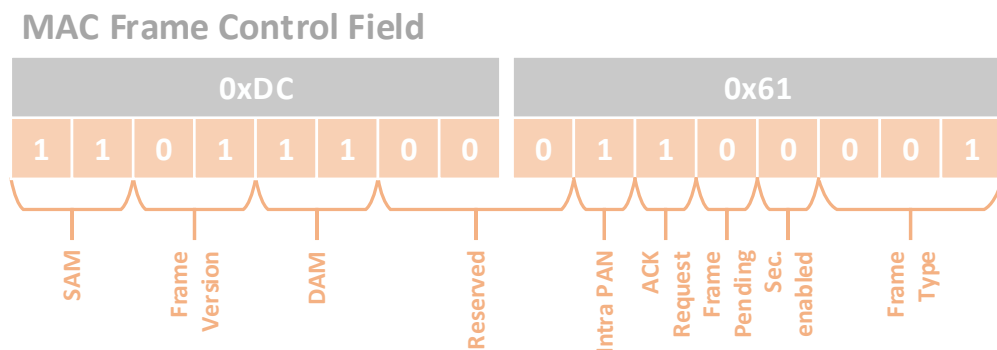 MAC Frame Control Field
0xDC 0x61
1 1 0 1 1 1 0 0 0 1 1 0 0 0 0 1
SAM
Frame
Version
DAM
Reserved
Intra PAN
ACK
Request
Frame
Pending
Sec.
enabled
Frame
Type